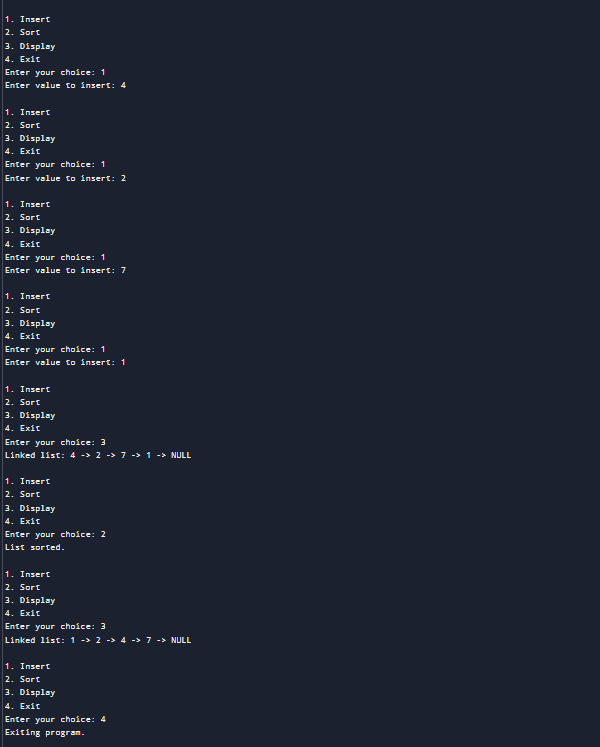 1. Insert
2. Sort
3. Display
4. Exit
Enter your choice: 1
Enter value to insert: 4

1. Insert
2. Sort
3. Display
4. Exit
Enter your choice: 1
Enter value to insert: 2

1. Insert
2. Sort
3. Display
4. Exit
Enter your choice: 1
Enter value to insert: 7

1. Insert
2. Sort
3. Display
4. Exit
Enter your choice: 1
Enter value to insert: 1

1. Insert
2. Sort
3. Display
4. Exit
Enter your choice: 3
Linked list: 4 -> 2 -> 7 -> 1 -> NULL

1. Insert
2. Sort
3. Display
4. Exit
Enter your choice: 2
List sorted.

1. Insert
2. Sort
3. Display
4. Exit
Enter your choice: 3
Linked list: 1 -> 2 -> 4 -> 7 -> NULL

1. Insert
2. Sort
3. Display
4. Exit
Enter your choice: 4
Exiting program.